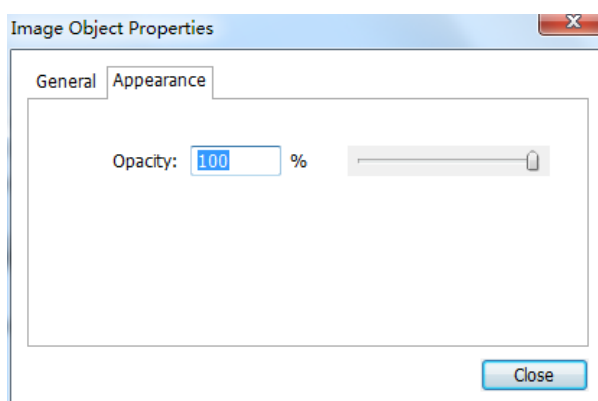 Image Object Properties
General Appearance
Opacity: 100 %
Close